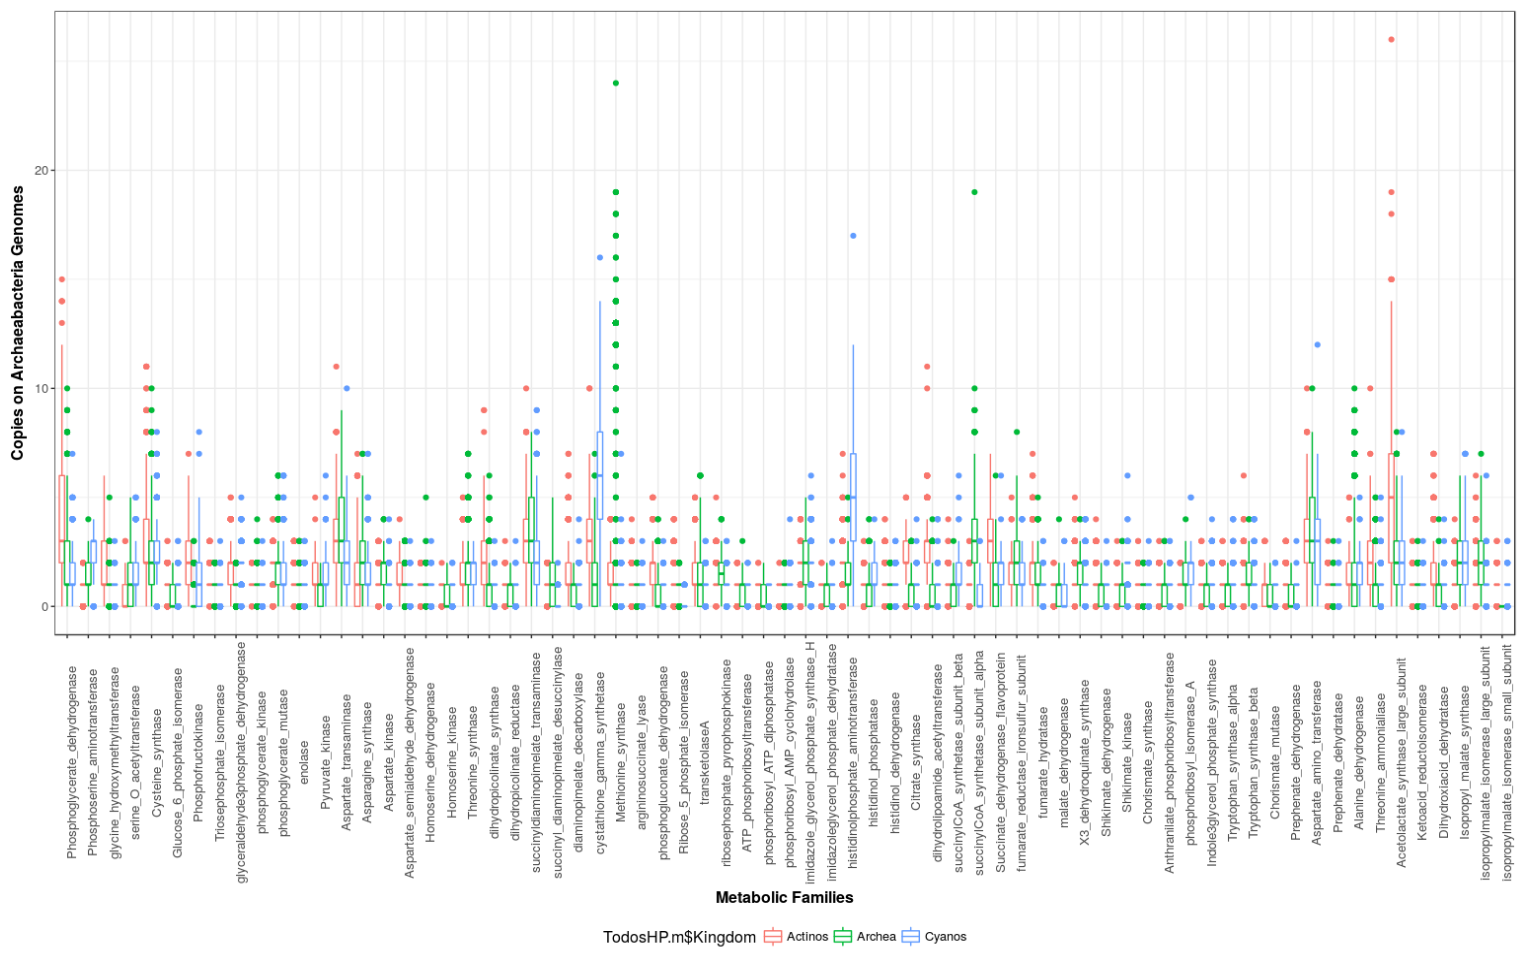 Copies on Archaeabacteria Genomes
20
10
0
Phosphoglycerate_dehydrogenase
Phosphoserine_aminotransferase
glycine_hydroxymethyltransferase
serine_O_acetyltransferase
Cysteine_synthase
Glucose_6_phosphate_isomerase
Phosphofructokinase
Triosephosphate_isomerase
glyceraldehyde3phosphate_dehydrogenase
phosphoglycerate_kinase
phosphoglycerate_mutase
enolase
Pyruvate_kinase
Aspartate_transaminase
Asparagine_synthase
Aspartate_kinase
Aspartate_semialdehyde_dehydrogenase
Homoserine_dehydrogenase
Homoserine_kinase
Threonine_synthase
dihydropicolinate_synthase
dihydropicolinate_reductase
succinyldiaminopimelate_transaminase
succinyl_diaminopimelate_desuccinylase
diaminopimelate_decarboxylase
cystathione_gamma_synthetase
Methionine_synthase
arginosuccinate_lyase
phosphogluconate_dehydrogenase
Ribose_5_phosphate_isomerase
transketolaseA
ribosephosphate_pyrophosphokinase
ATP_phosphoribosyltransferase
phosphoribosyl_ATP_diphosphatase
phosphoribosyl_AMP_cyclohydrolase
imidazole_glycerol_phosphate_synthase_H
imidazoleglycerol_phosphate_dehydratase
histidinolphosphate_aminotransferase
histidinol_phosphatase
histidinol_dehydrogenase
Citrate_synthase
dihydrolipoamide_acetyltransferase
succinylCoA_synthetase_subunit_beta
succinylCoA_synthetase_subunit_alpha
Succinate_dehydrogenase_flavoprotein
fumarate_reductase_ironsulfur_subunit
fumarate_hydratase
malate_dehydrogenase
X3_dehydroquinate_synthase
Shikimate_dehydrogenase
Shikimate_kinase
Chorismate_synthase
Anthranilate_phosphoribosyltransferase
phosphoribosyl_isomerase_A
Indole3glycerol_phosphate_synthase
Tryptophan_synthase_alpha
Tryptophan_synthase_beta
Chorismate_mutase
Prephenate_dehydrogenase
Aspartate_amino_transferase
Prephenate_dehydratase
Alanine_dehydrogenase
Threonine_ammonialiase
Acetolactate_synthase_large_subunit
Ketoacid_reductoisomerase
Dihydroxiacid_dehydratase
Isopropyl_malate_synthase
isopropylmalate_isomerase_large_subunit
isopropylmalate_isomerase_small_subunit
Metabolic Families
TodosHP.m$Kingdom Actinos Archea Cyanos